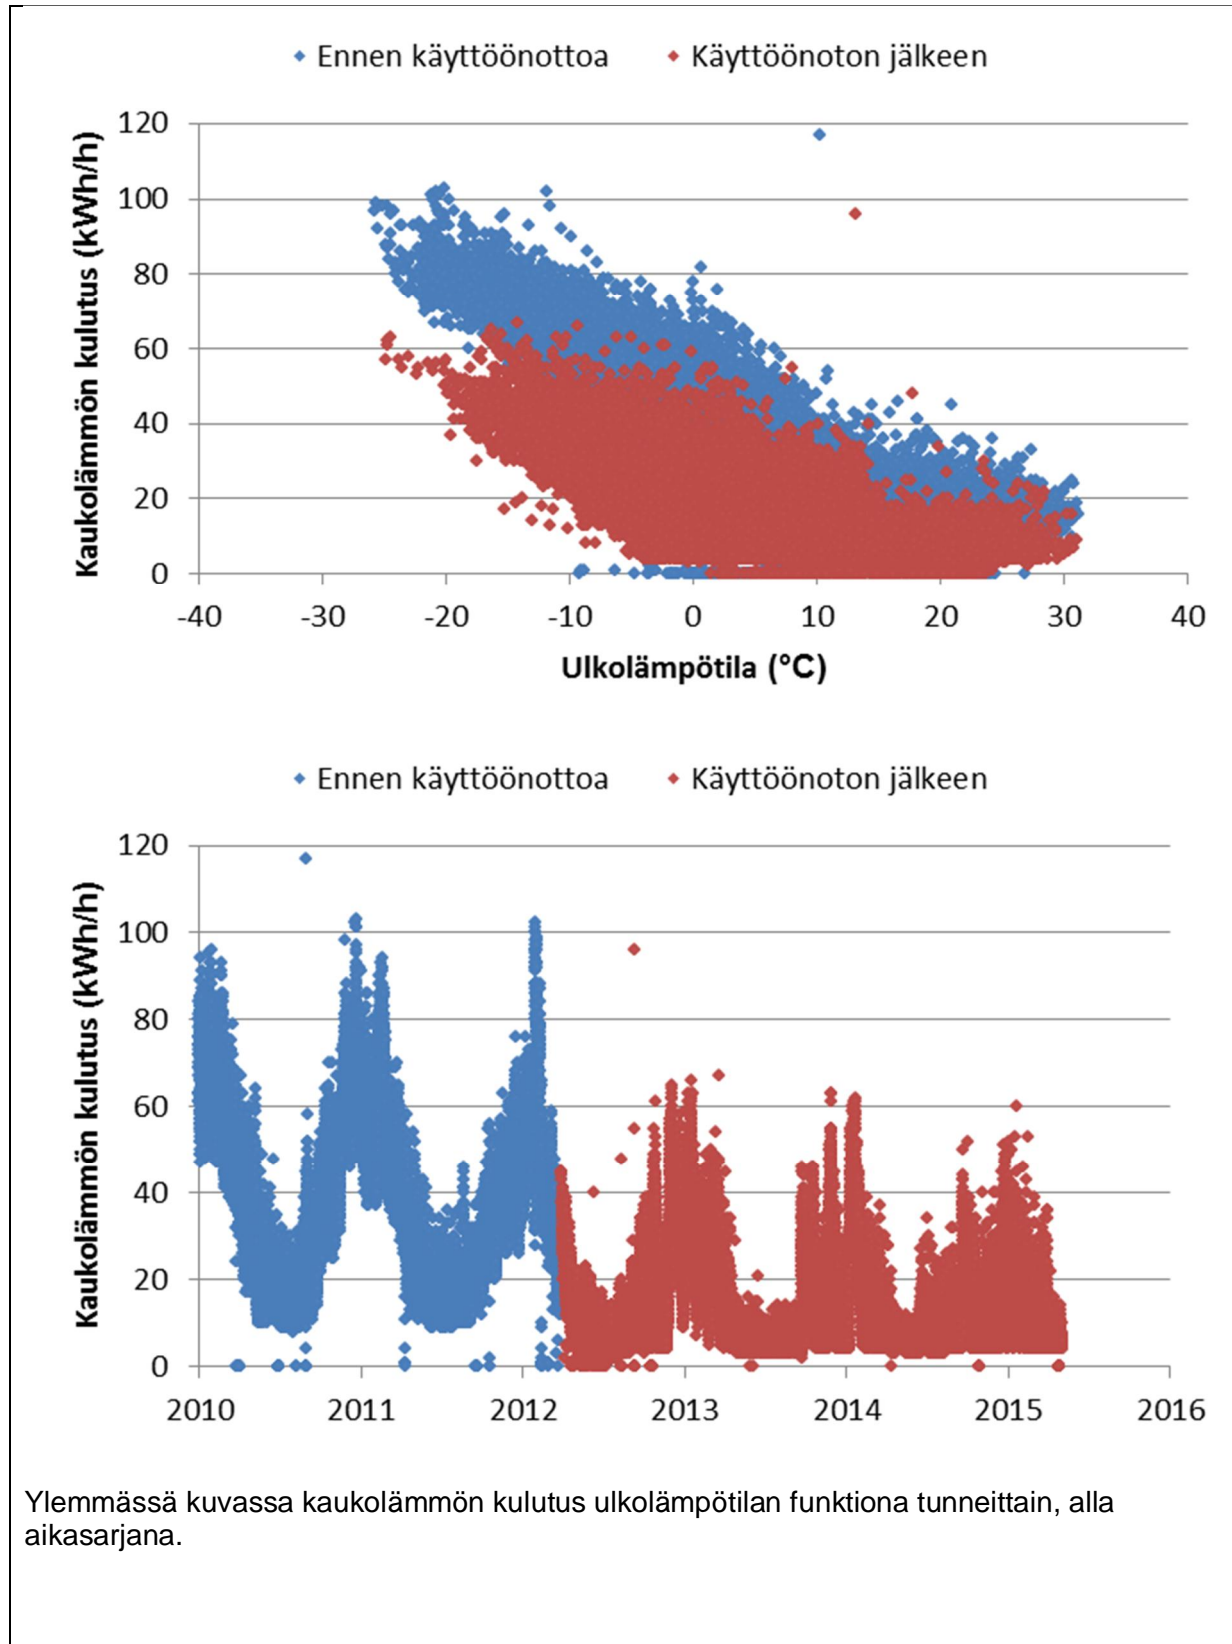 Ennen käyttöönottoa Käyttöönoton jälkeen
Kaukolämmön kulutus (kWh/h)
120
100
80
60
40
20
0
-40 -30 -20 -10 0 10 20 30 40
Ulkolämpötila (°C)
Ennen käyttöönottoa Käyttöönoton jälkeen
Kaukolämmön kulutus (kWh/h)
120
100
80
60
40
20
0
2010 2011 2012 2013 2014 2015 2016
Ylemmässä kuvassa kaukolämmön kulutus ulkolämpötilan funktiona tunneittain, alla
aikasarjana.